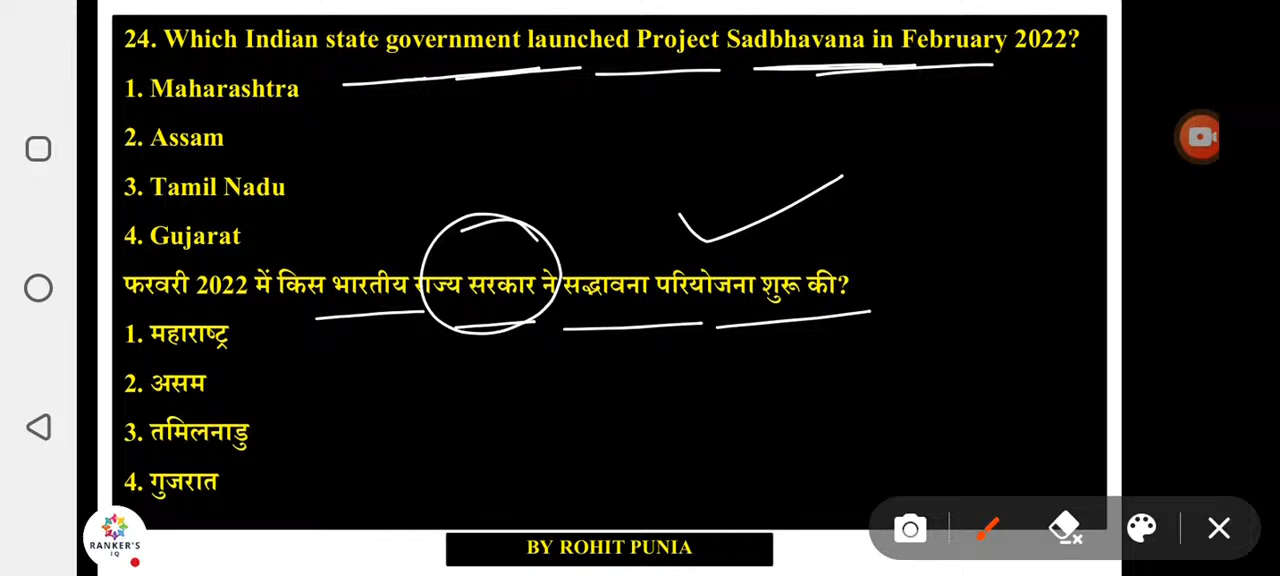 24. Which Indian state government launched Project Sadbhavana in February 2022?
1. Maharashtra
2. Assam
3. Tamil Nadu
4. Gujarat
फरवरी 2022 में किस भारतीय राज्य सरकार ने सद्भावना परियोजना शुरू की?
1. महाराष्ट्र
2. असम
3. तमिलनाडु
4. गुजरात
RANKER'S
IQ
BY ROHIT PUNIA